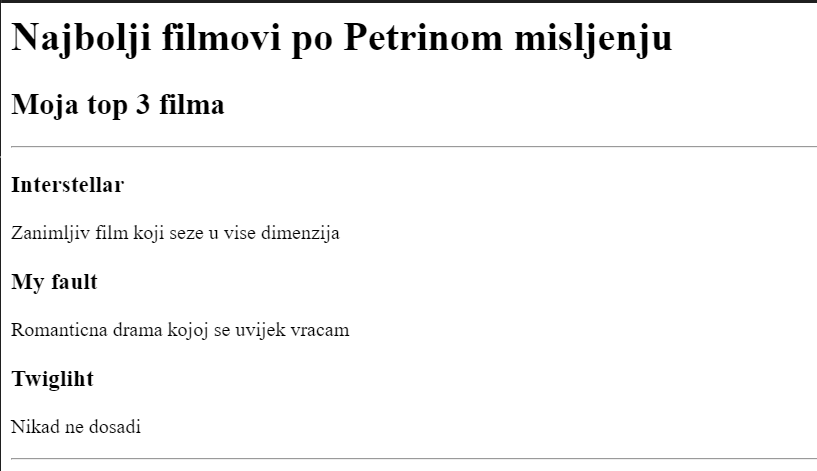 Najbolji filmovi po Petrinom misljenju
Moja top 3 filma
Interstellar
Zanimljiv film koji seze u vise dimenzija
My fault
Romanticna drama kojoj se uvijek vracam
Twigliht
Nikad ne dosadi